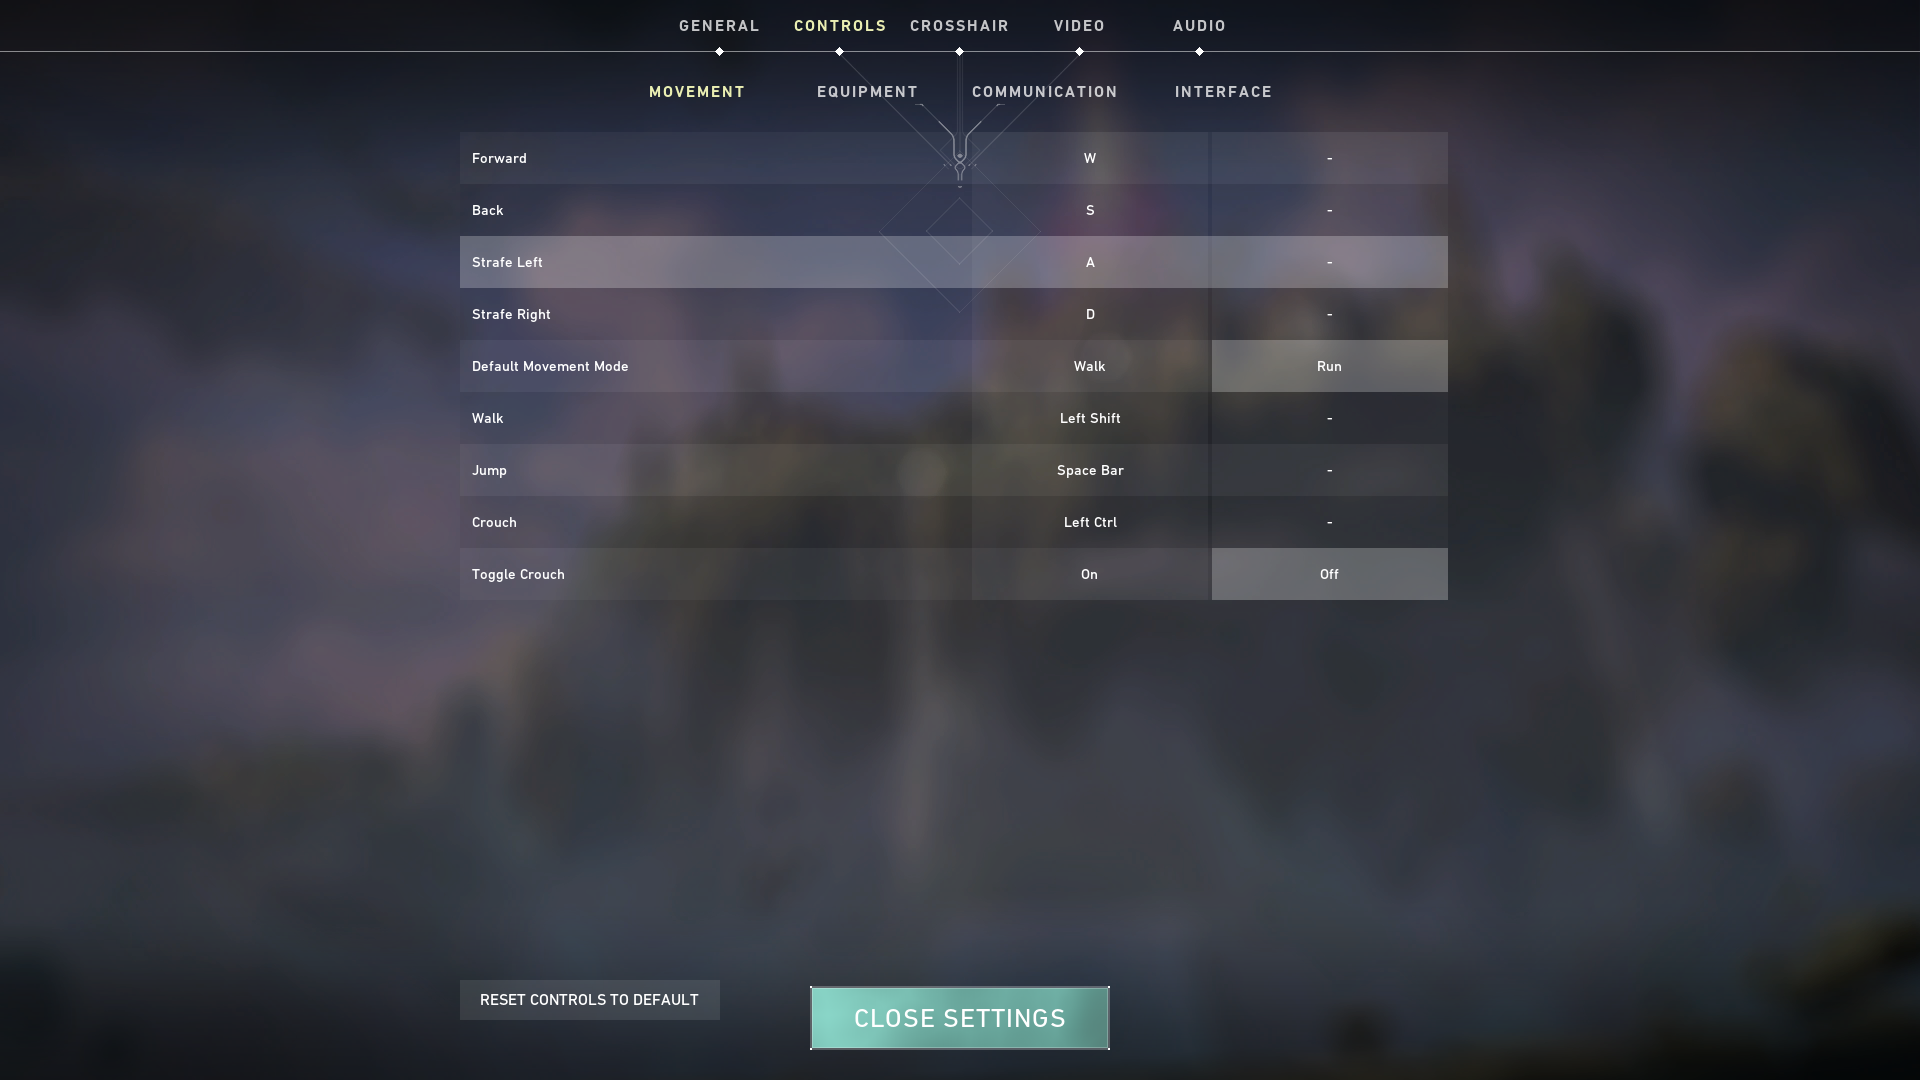 GENERAL CONTROLS CROSSHAIR VIDEO AUDIO
MOVEMENT EQUIPMENT COMMUNICATION INTERFACE
Forward W -
Back S -
Strafe Left A -
Strafe Right D -
Default Movement Mode Walk Run
Walk Left Shift -
Jump Space Bar -
Crouch Left Ctrl -
Toggle Crouch On Off
RESET CONTROLS TO DEFAULT
CLOSE SETTINGS